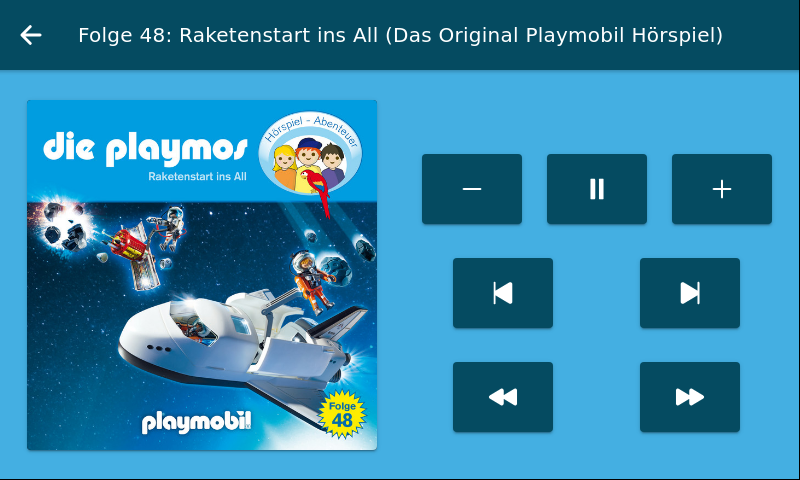 Folge 48: Raketenstart ins All (Das Original Playmobil Hörspiel)
Hörspiel - Abenteuer
die playmos
Raketenstart ins All
playmobil
Folge
48